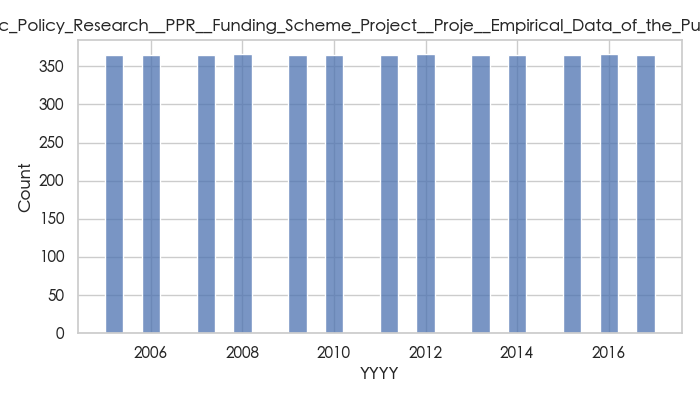 c_Policy_Research__PPR__Funding_Scheme_Project__Proje__Empirical_Data_of_the_Pu
350
300
250
200
150
100
50
0
Count
2006 2008 2010 2012 2014 2016
YYYY